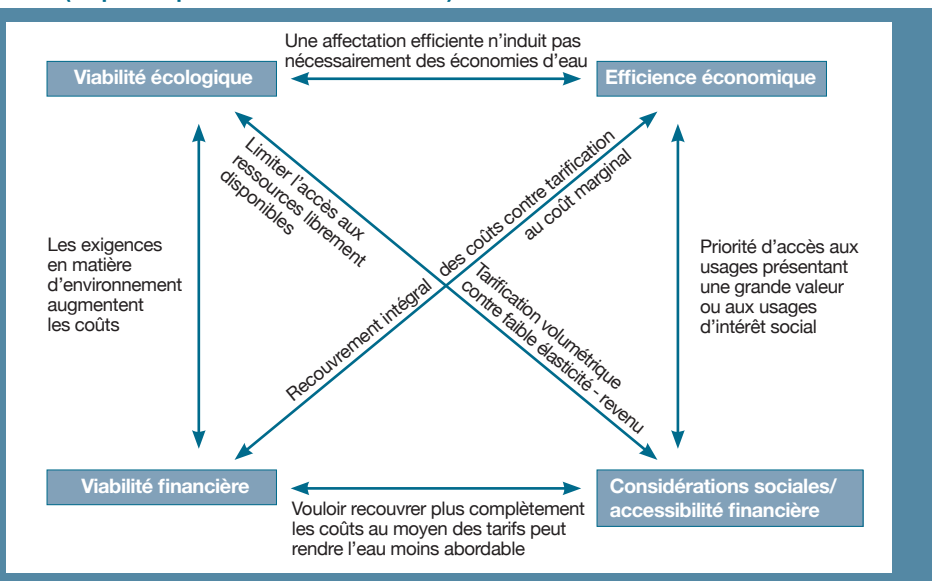 Une affectation efficiente n'induit pas
nécessairement des économies d'eau
Viabilité écologique
Efficience économique
Limiter l'accès aux
ressources librement
disponibles
Recouvrement intégral des coûts contre tarification
au coût marginal
Les exigences
en matière
d'environnement
augmentent
les coûts
Priorité d'accès aux
usages présentant
une grande valeur
ou aux usages
d'intérêt social
Tarification volumétrique
contre faible élasticité - revenu
Viabilité financière
Considérations sociales/
accessibilité financière
Vouloir recouvrer plus complètement
les coûts au moyen des tarifs peut
rendre l'eau moins abordable